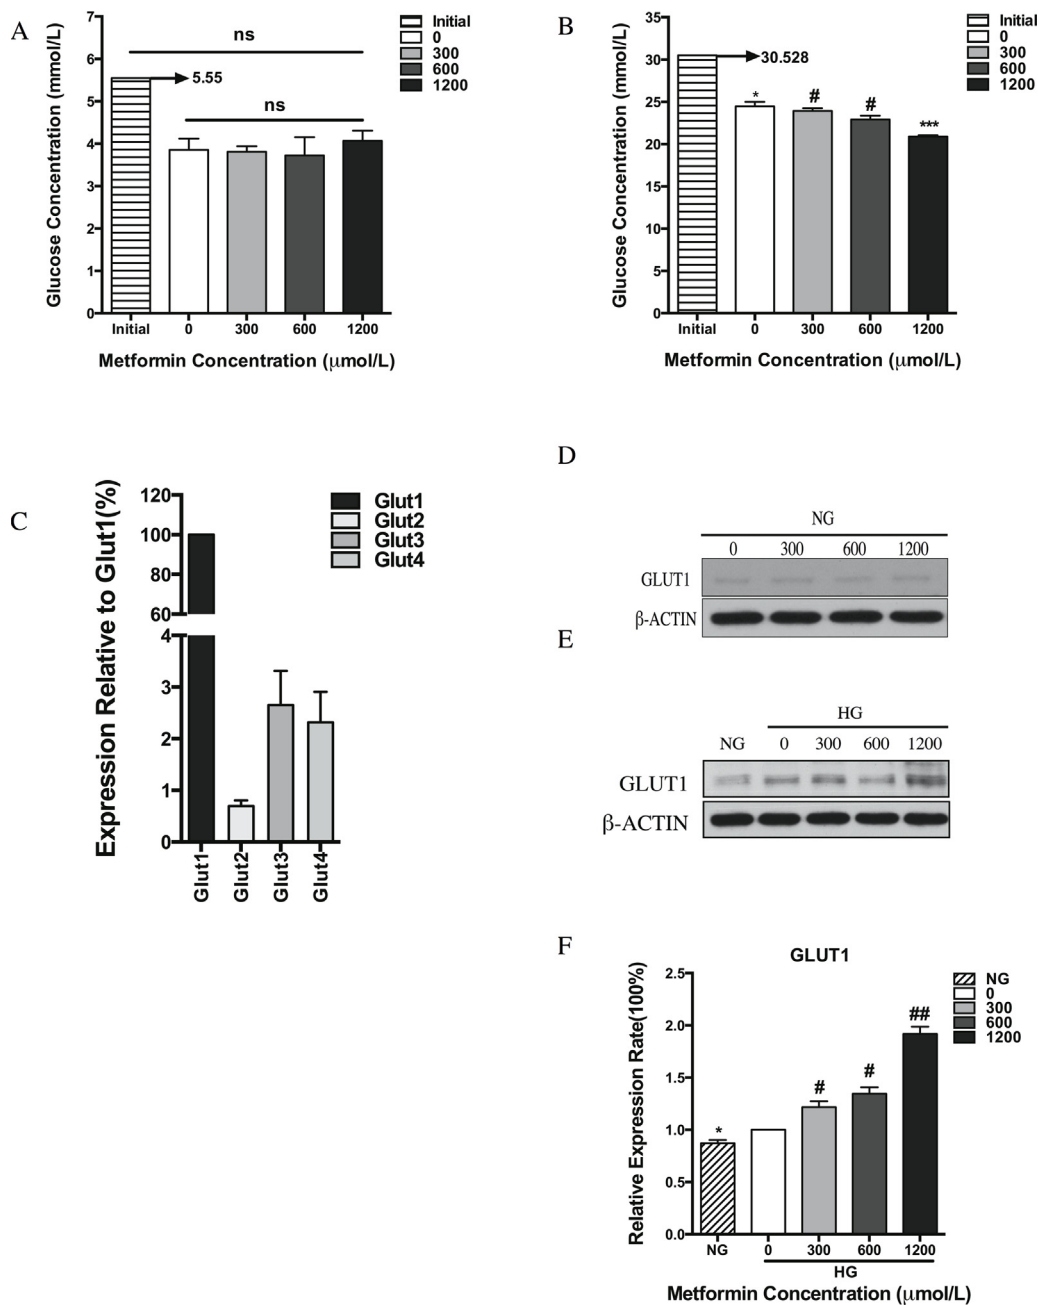 A
Glucose Concentration (mmol/L)
7
6
5
4
3
2
1
0
ns
5.55
ns
Initial
0
300
600
1200
Initial 0 300 600 1200
Metformin Concentration (μmol/L)
B
Glucose Concentration (mmol/L)
35
30
25
20
15
10
5
0
30.528
* # # ***
Initial
0
300
600
1200
Initial 0 300 600 1200
Metformin Concentration (μmol/L)
C
Expression Relative to Glut1(%)
120
100
80
60
4
3
2
1
0
Glut1
Glut2
Glut3
Glut4
Glut1 Glut2 Glut3 Glut4
D
NG
0 300 600 1200
GLUT1
β-ACTIN
E
HG
NG 0 300 600 1200
GLUT1
β-ACTIN
F
GLUT1
Relative Expression Rate(100%)
2.5
2.0
1.5
1.0
0.5
0.0
* # # ##
NG
0
300
600
1200
NG 0 300 600 1200
HG
Metformin Concentration (μmol/L)